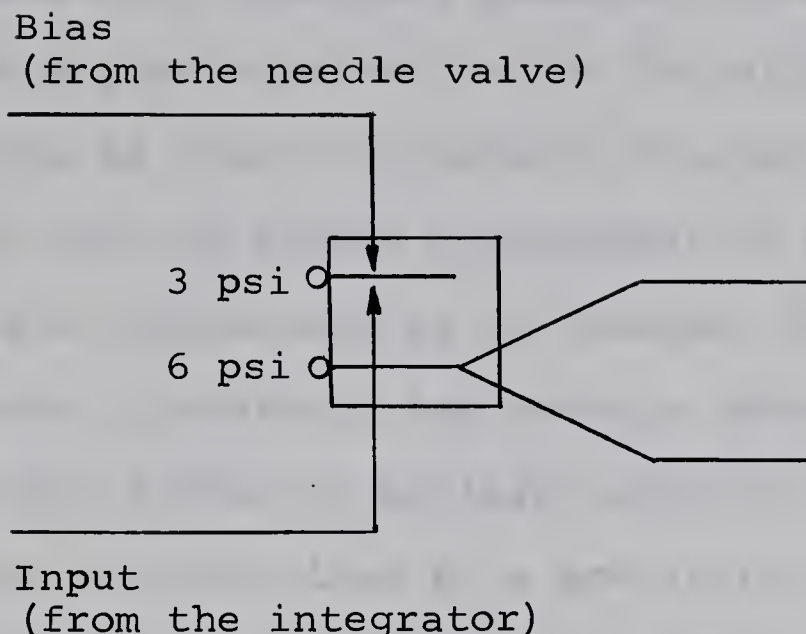 Bias
(from the needle valve)
3 psi
6 psi
Input
(from the integrator)